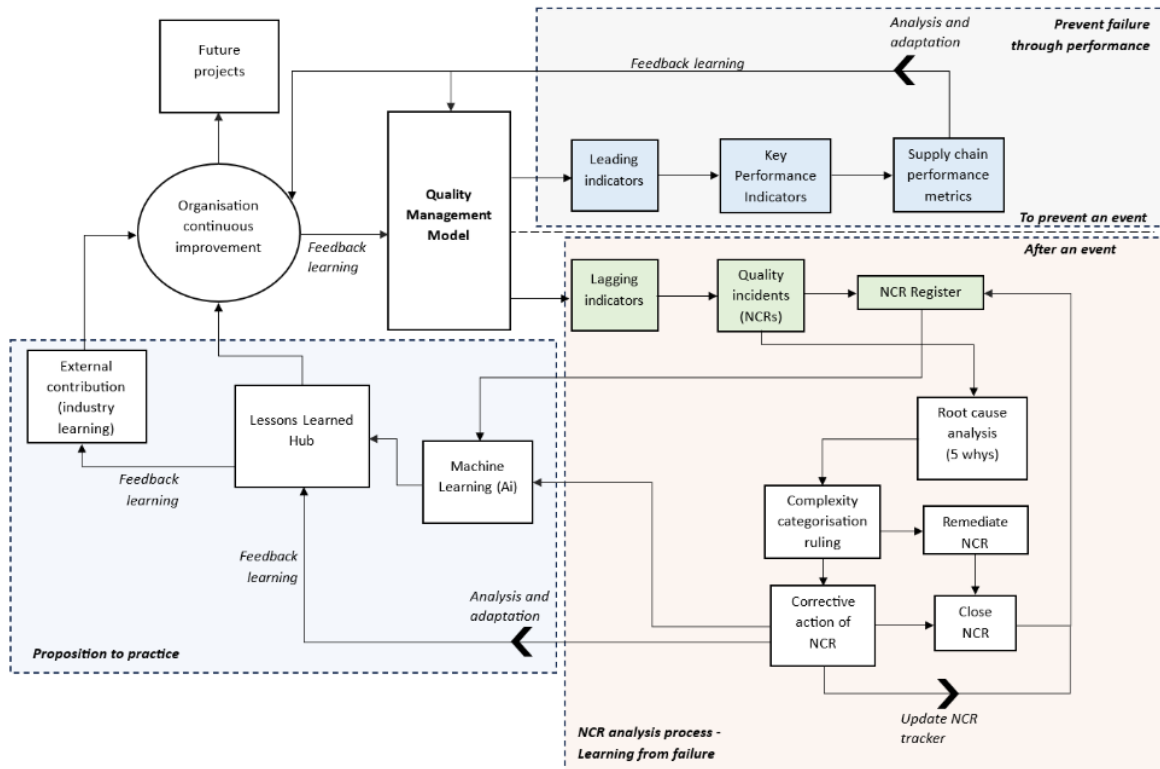 Future
projects
Analysis and
adaptation
Prevent failure
through performance
Feedback learning
Leading
indicators
Key
Performance
Indicators
Supply chain
performance
metrics
Quality
Management
Model
Organisation
continuous
improvement
Feedback
learning
To prevent an event
After an event
Lagging
indicators
Quality
incidents
(NCRs)
NCR Register
External
contribution
(industry
learning)
Lessons Learned
Hub
Machine
Learning (Ai)
Root cause
analysis
(5 whys)
Feedback
learning
Complexity
categorisation
ruling
Remediate
NCR
Feedback
learning
Analysis and
adaptation
Corrective
action of
NCR
Close
NCR
Proposition to practice
Update NCR
tracker
NCR analysis process -
Learning from failure